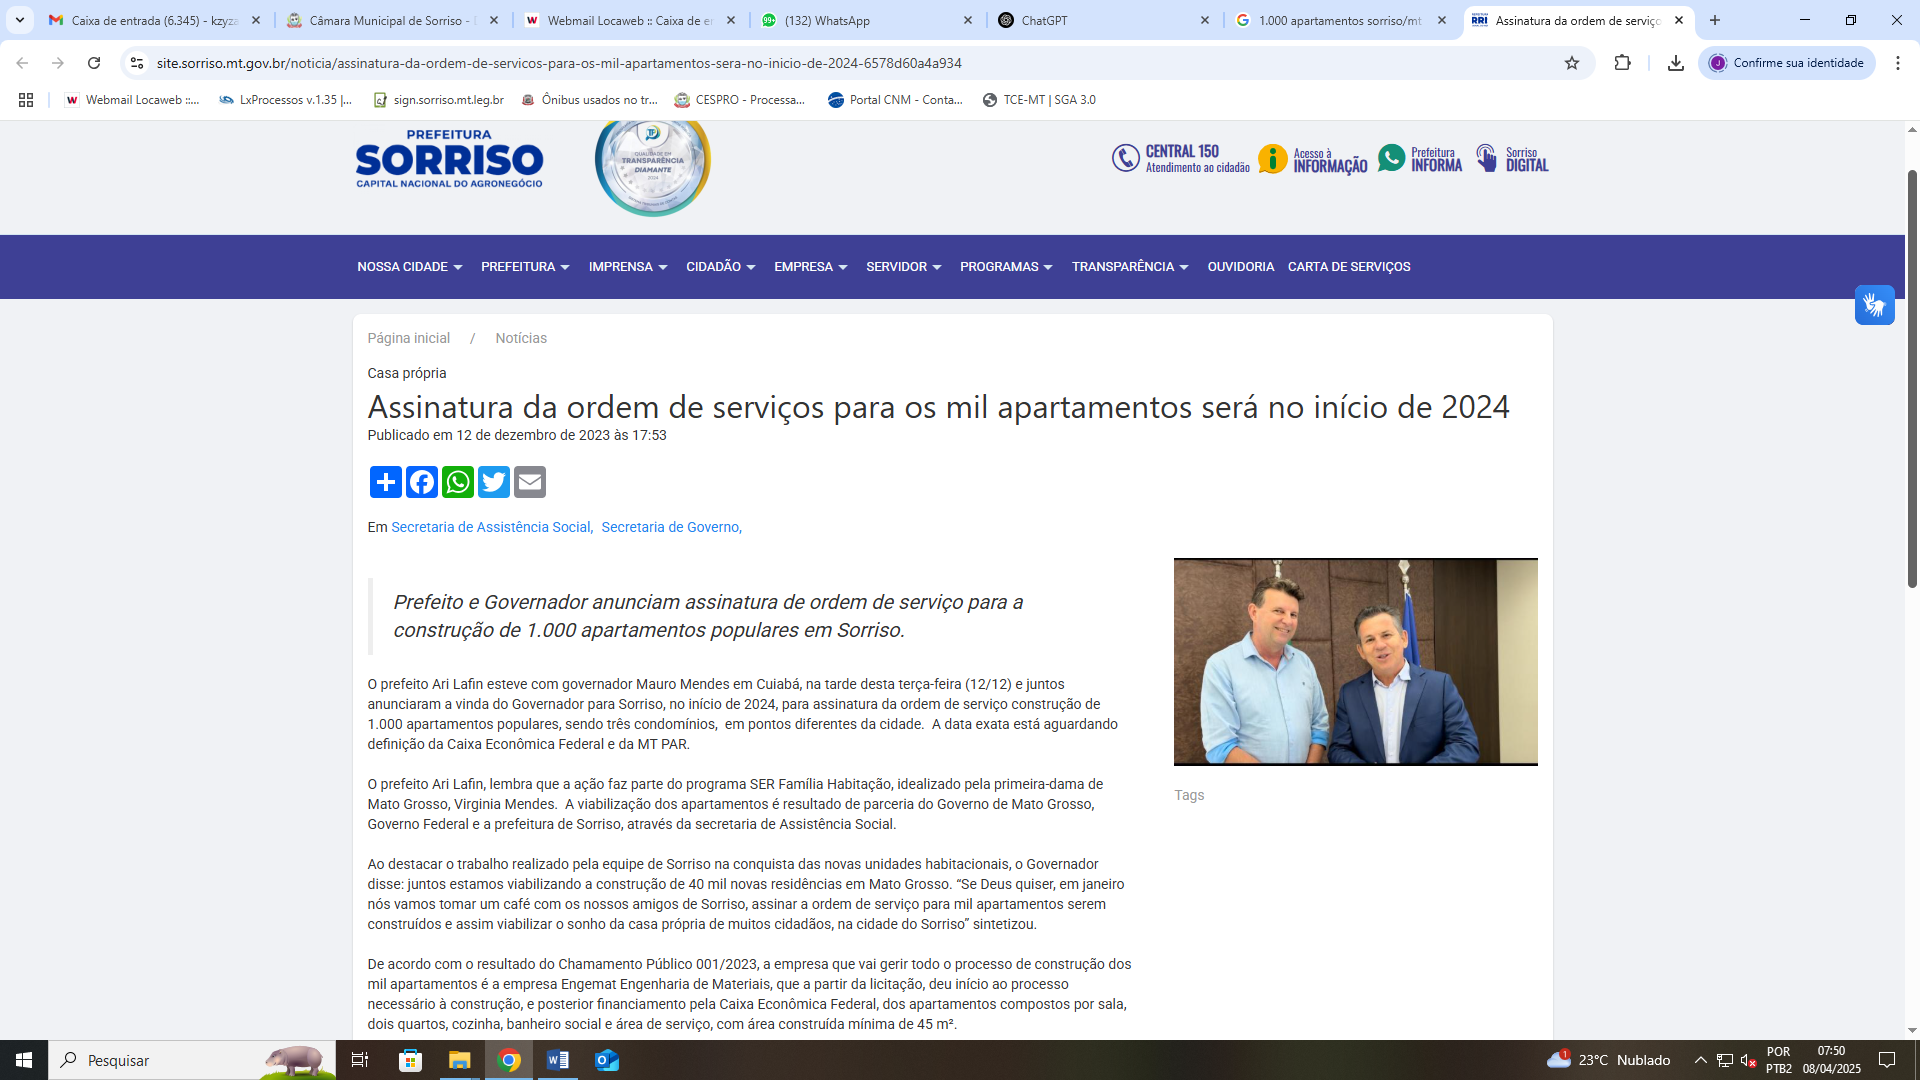 Caixa de entrada (6.345) - kzyza
Câmara Municipal de Sorriso -
Webmail Locaweb :: Caixa de en
(132) WhatsApp
ChatGPT
1.000 apartamentos sorriso/mt
Assinatura da ordem de serviço
site.sorriso.mt.gov.br/noticia/assinatura-da-ordem-de-servicos-para-os-mil-apartamentos-sera-no-inicio-de-2024-6578d60a4a934
Confirme sua identidade
Webmail Locaweb ::...
LxProcessos v.1.35 |...
sign.sorriso.mt.leg.br
Ônibus usados no tr...
CESPRO - Processa...
Portal CNM - Conta...
TCE-MT | SGA 3.0
PREFEITURA
SORRISO
CAPITAL NACIONAL DO AGRONEGÓCIO
QUALIDADE EM
TRANSPARÊNCIA
DIAMANTE
2024
CENTRAL 150
Atendimento ao cidadão
Acesso à
INFORMAÇÃO
Prefeitura
INFORMA
Sorriso
DIGITAL
NOSSA CIDADE
PREFEITURA
IMPRENSA
CIDADÃO
EMPRESA
SERVIDOR
PROGRAMAS
TRANSPARÊNCIA
OUVIDORIA
CARTA DE SERVIÇOS
Página inicial / Notícias
Casa própria
Assinatura da ordem de serviços para os mil apartamentos será no início de 2024
Publicado em 12 de dezembro de 2023 às 17:53
Em Secretaria de Assistência Social, Secretaria de Governo,
Prefeito e Governador anunciam assinatura de ordem de serviço para a
construção de 1.000 apartamentos populares em Sorriso.
O prefeito Ari Lafin esteve com governador Mauro Mendes em Cuiabá, na tarde desta terça-feira (12/12) e juntos
anunciaram a vinda do Governador para Sorriso, no início de 2024, para assinatura da ordem de serviço construção de
1.000 apartamentos populares, sendo três condomínios, em pontos diferentes da cidade. A data exata está aguardando
definição da Caixa Econômica Federal e da MT PAR.
O prefeito Ari Lafin, lembra que a ação faz parte do programa SER Família Habitação, idealizado pela primeira-dama de
Mato Grosso, Virginia Mendes. A viabilização dos apartamentos é resultado de parceria do Governo de Mato Grosso,
Governo Federal e a prefeitura de Sorriso, através da secretaria de Assistência Social.
Ao destacar o trabalho realizado pela equipe de Sorriso na conquista das novas unidades habitacionais, o Governador
disse: juntos estamos viabilizando a construção de 40 mil novas residências em Mato Grosso. “Se Deus quiser, em janeiro
nós vamos tomar um café com os nossos amigos de Sorriso, assinar a ordem de serviço para mil apartamentos serem
construídos e assim viabilizar o sonho da casa própria de muitos cidadãos, na cidade do Sorriso” sintetizou.
De acordo com o resultado do Chamamento Público 001/2023, a empresa que vai gerir todo o processo de construção dos
mil apartamentos é a empresa Engemat Engenharia de Materiais, que a partir da licitação, deu início ao processo
necessário à construção, e posterior financiamento pela Caixa Econômica Federal, dos apartamentos compostos por sala,
dois quartos, cozinha, banheiro social e área de serviço, com área construída mínima de 45 m².
Tags
Pesquisar
23°C Nublado
POR
PTB2
07:50
08/04/2025